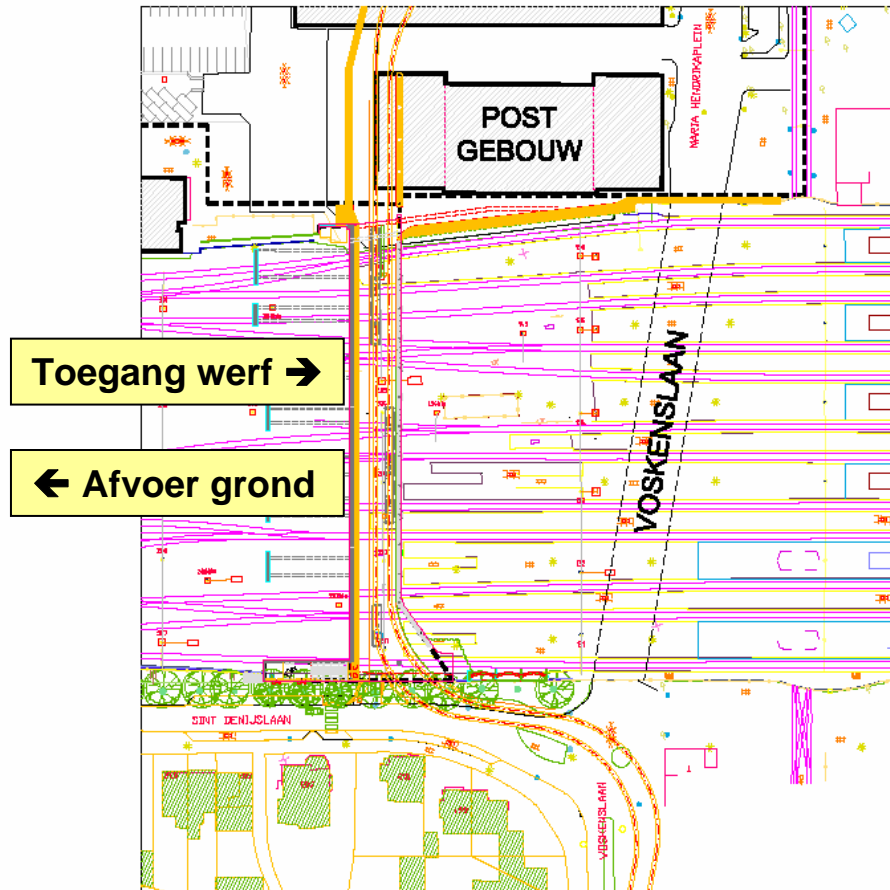 MARIA HENDRIKAPLEIN
POST
GEBOUW
Toegang werf →
VOSKENSLAAN
← Afvoer grond
SINT DENIJSLAAN
VOSKENSLAAN